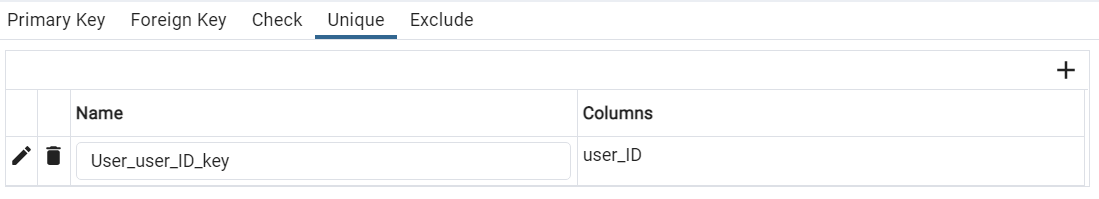 Primary Key Foreign Key Check Unique Exclude
Name Columns
User_user_ID_key user_ID